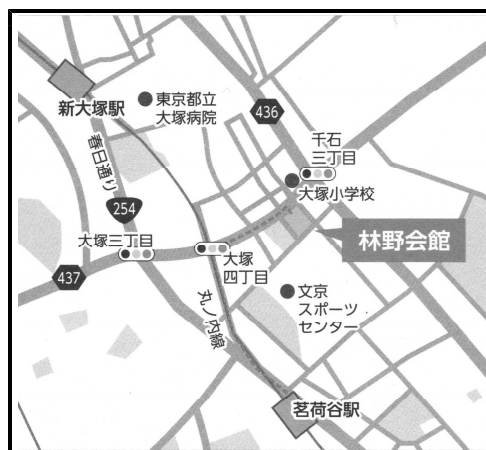 新大塚駅
東京都立
大塚病院
436
千石
三丁目
春日通り
大塚小学校
254
林野会館
大塚三丁目
大塚
四丁目
437
文京
スポーツ
センター
丸ノ内線
茗荷谷駅